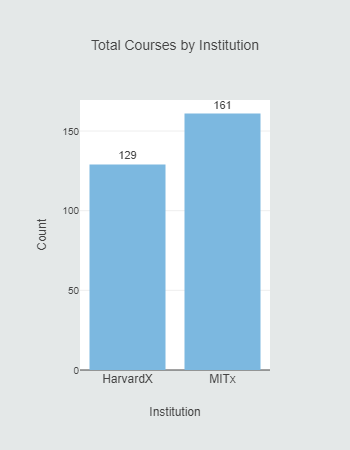 Total Courses by Institution
161
129
150
100
50
0
Count
HarvardX
MITx
Institution